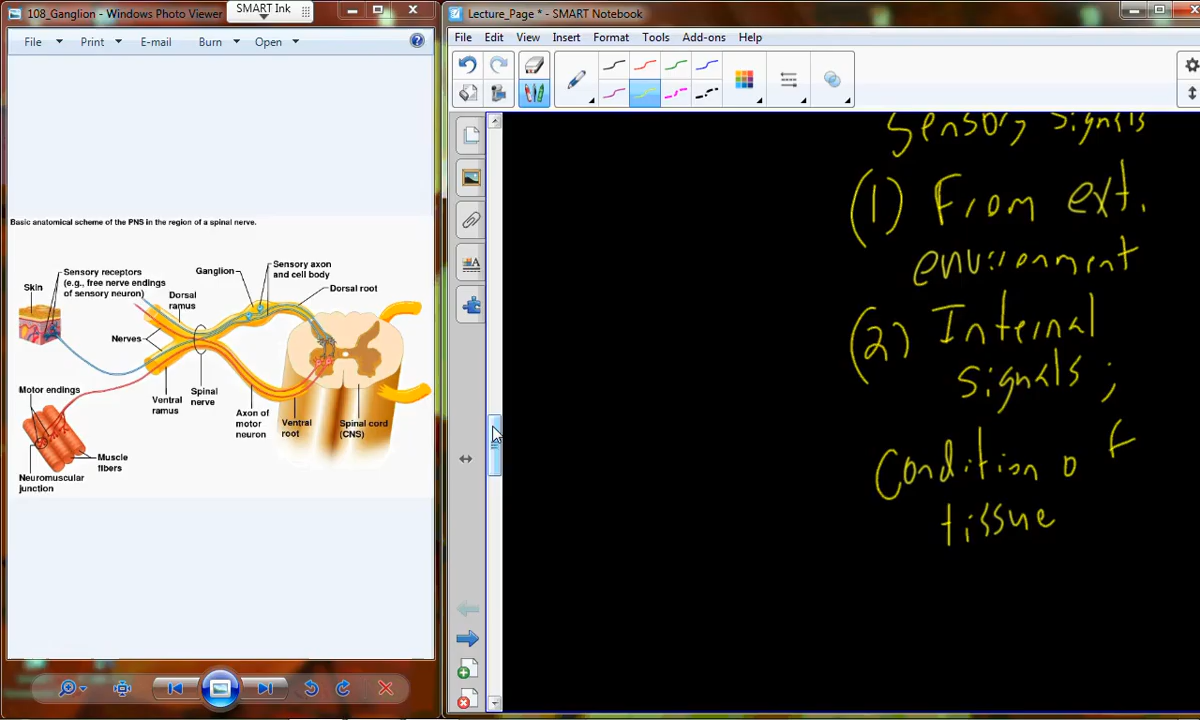 108_Ganglion - Windows Photo Viewer
SMART Ink
File
Print
E-mail
Burn
Open
Basic anatomical scheme of the PNS in the region of a spinal nerve.
Skin
Sensory receptors
(e.g., free nerve endings
of sensory neuron)
Dorsal
ramus
Ganglion
Sensory axon
and cell body
Dorsal root
Nerves
Motor endings
Ventral
ramus
Spinal
nerve
Axon of
motor
neuron
Ventral
root
Spinal cord
(CNS)
Muscle
fibers
Neuromuscular
junction
Lecture_Page * - SMART Notebook
File
Edit
View
Insert
Format
Tools
Add-ons
Help
Sensory signals
(1) From ext.
environment
(2) Internal
signals;
Condition of
tissue